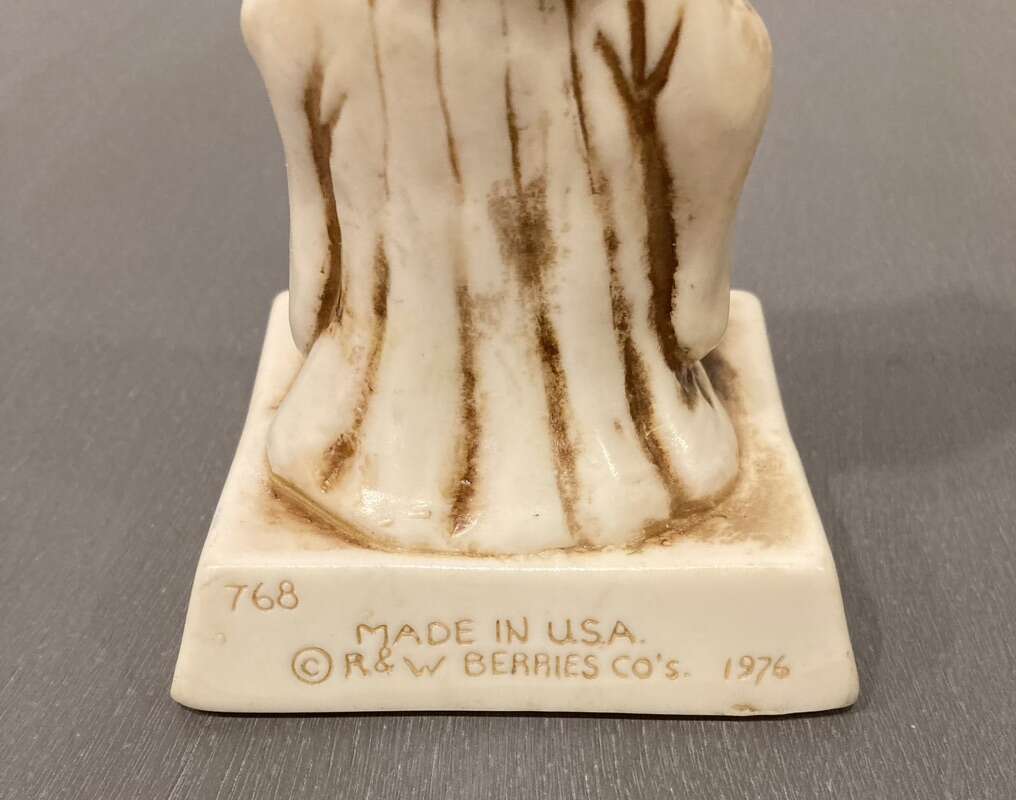 768
MADE IN U.S.A.
© R & W BERRIES CO's. 1976